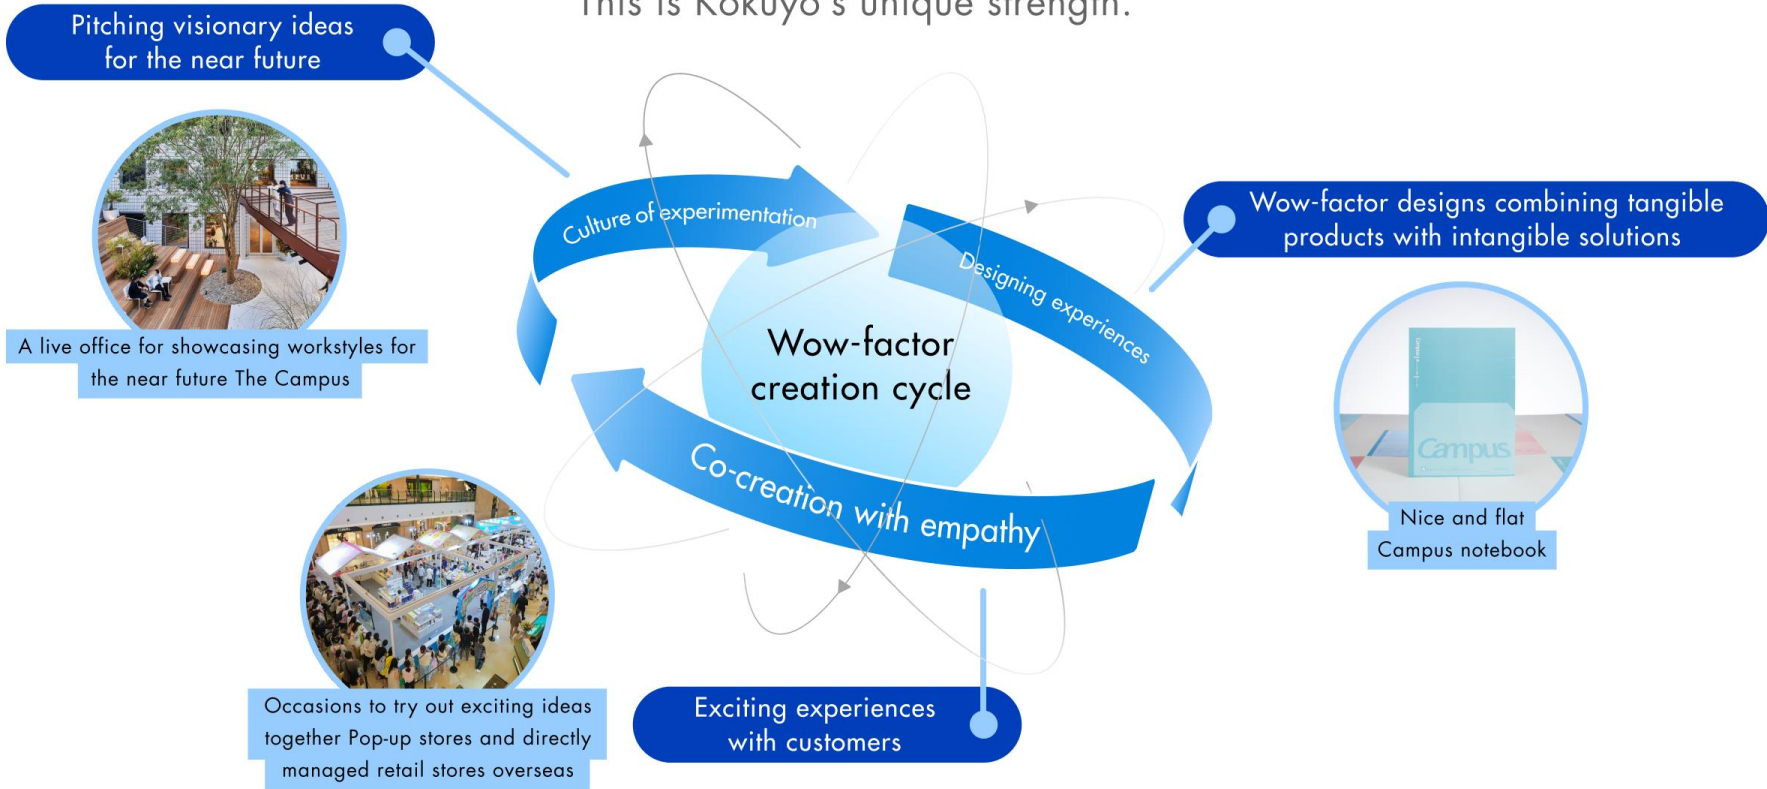 This is Kokuyo's unique strength.
Pitching visionary ideas
for the near future
Culture of experimentation
Designing experiences
Wow-factor designs combining tangible
products with intangible solutions
Wow-factor
creation cycle
A live office for showcasing workstyles for
the near future The Campus
Co-creation with empathy
Campus
Nice and flat
Campus notebook
Occasions to try out exciting ideas
together Pop-up stores and directly
managed retail stores overseas
Exciting experiences
with customers